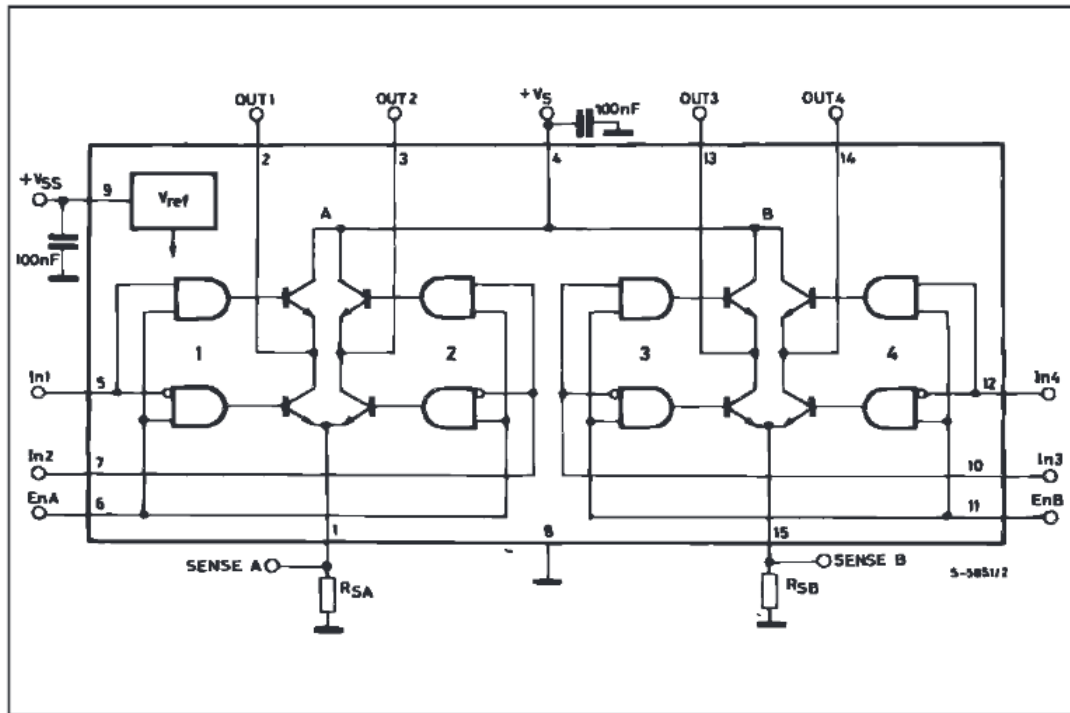 OUT1 OUT2 +VS 100nF OUT3 OUT4
2 3 4 13 14
+VSS 9 Vref A B
100nF
1 2 3 4
In1 5 12 In4
In2 7 10 In3
EnA 6 11 EnB
1 8 15
SENSE A SENSE B
RSA RSB S-5851/2